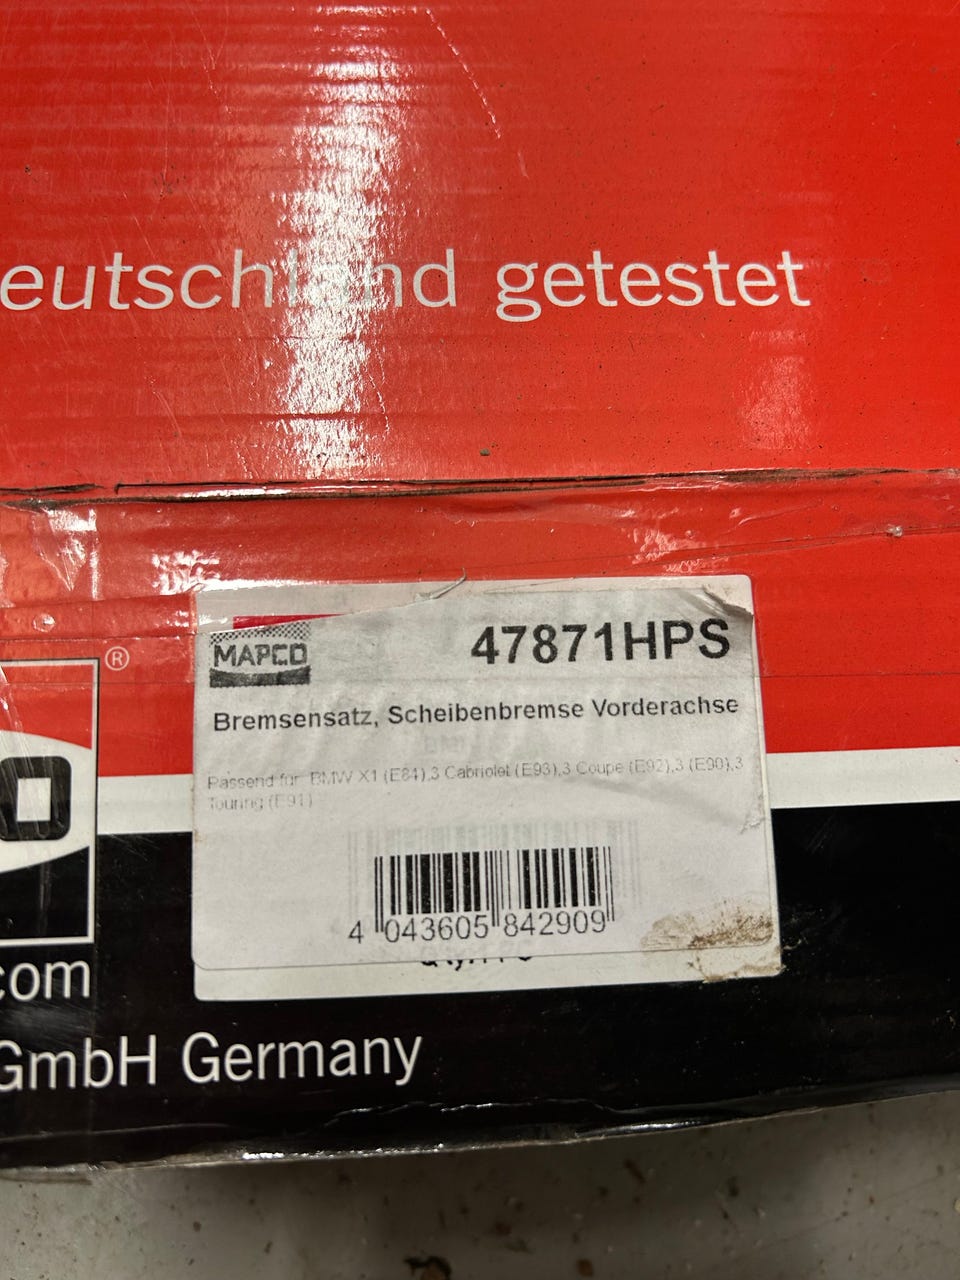 eutschland getestet
®
MAPCO
47871HPS
Bremsensatz, Scheibenbremse Vorderachse
Passend für: BMW X1 (E84),3 Cabriolet (E93),3 Coupe (E92),3 (E90),3
Touring (E91)
4 043605 842909
O
com
GmbH Germany